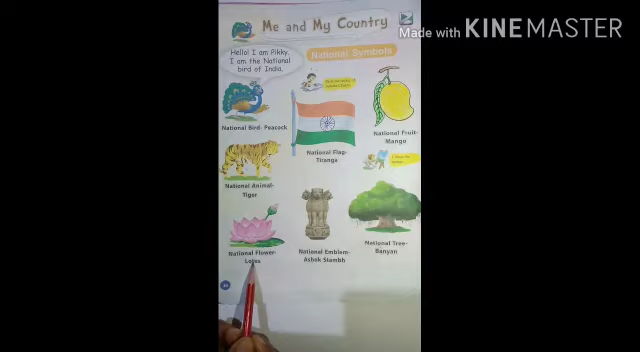 Made with KINEMASTER
Me and My Country
Hello! I am Pikky.
I am the National
bird of India.
National Symbols
National Bird- Peacock
National Flag-
Tiranga
National Fruit-
Mango
National Animal-
Tiger
National Flower-
Lotus
National Emblem-
Ashok Stambh
National Tree-
Banyan